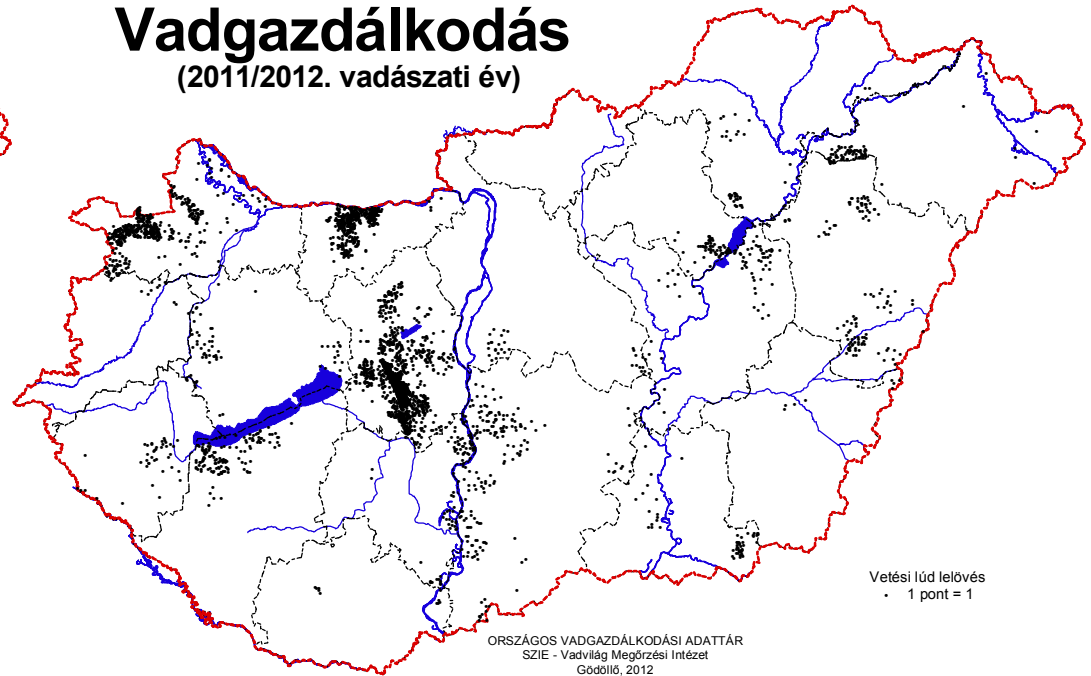 Vadgazdálkodás
(2011/2012. vadászati év)
Vetési lúd lelövés
1 pont = 1
ORSZÁGOS VADGAZDÁLKODÁSI ADATTÁR
SZIE - Vadvilág Megőrzési Intézet
Gödöllő, 2012